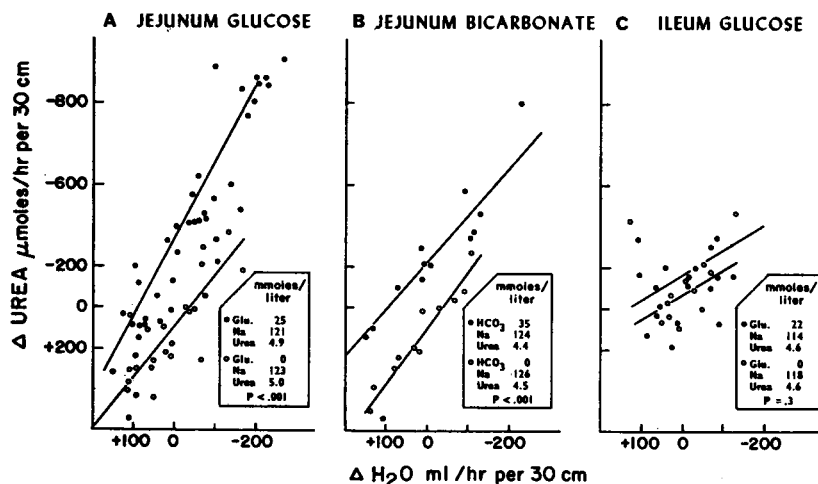 A JEJUNUM GLUCOSE
B JEJUNUM BICARBONATE
C ILEUM GLUCOSE
Δ UREA μmoles/hr per 30 cm
-800
-600
-200
-200
0
+200
mmoles/
liter
Glu. 25
Na 121
Urea 4.9
Glu. 0
Na 123
Urea 5.0
P < .001
mmoles/
liter
HCO3 35
Na 124
Urea 4.4
HCO3 0
Na 126
Urea 4.5
P < .001
mmoles/
liter
Glu. 22
Na 114
Urea 4.6
Glu. 0
Na 118
Urea 4.6
P = .3
+100 0 -200
+100 0 -200
+100 0 -200
Δ H2O ml/hr per 30 cm